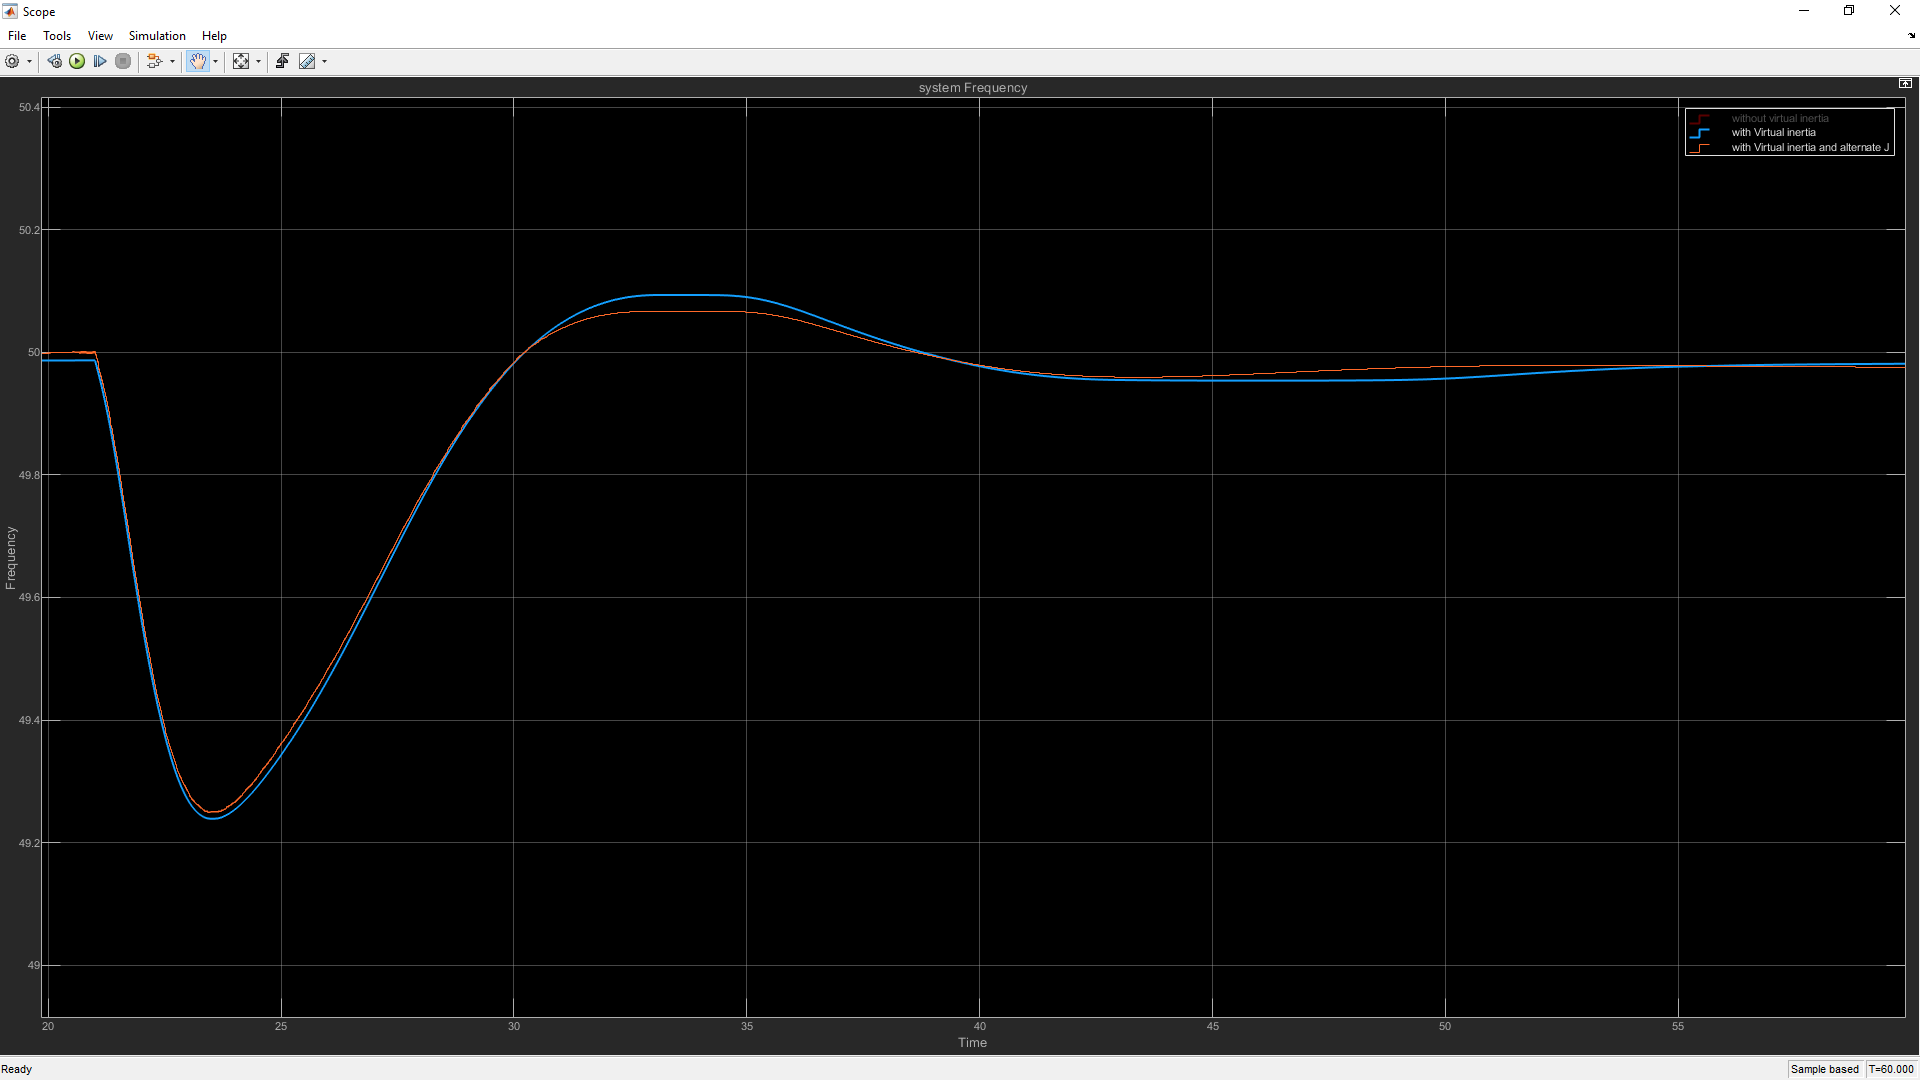 Scope
File Tools View Simulation Help
system Frequency
without virtual inertia
with Virtual inertia
with Virtual inertia and alternate J
50.4
50.2
50
49.8
49.6
49.4
49.2
49
Frequency
20 25 30 35 40 45 50 55
Time
Ready
Sample based T=60.000